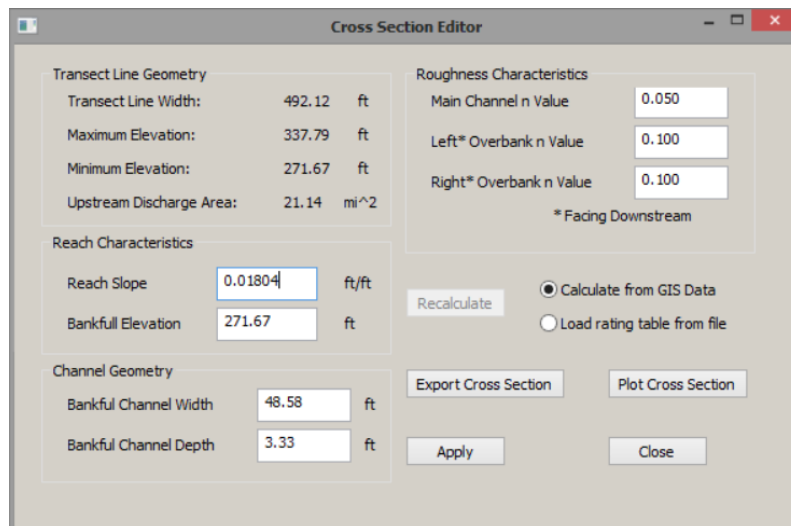 Cross Section Editor
Transect Line Geometry
Transect Line Width: 492.12 ft
Maximum Elevation: 337.79 ft
Minimum Elevation: 271.67 ft
Upstream Discharge Area: 21.14 mi^2
Reach Characteristics
Reach Slope 0.01804 ft/ft
Bankfull Elevation 271.67 ft
Channel Geometry
Bankful Channel Width 48.58 ft
Bankful Channel Depth 3.33 ft
Roughness Characteristics
Main Channel n Value 0.050
Left* Overbank n Value 0.100
Right* Overbank n Value 0.100
* Facing Downstream
Recalculate
Calculate from GIS Data
Load rating table from file
Export Cross Section
Plot Cross Section
Apply
Close